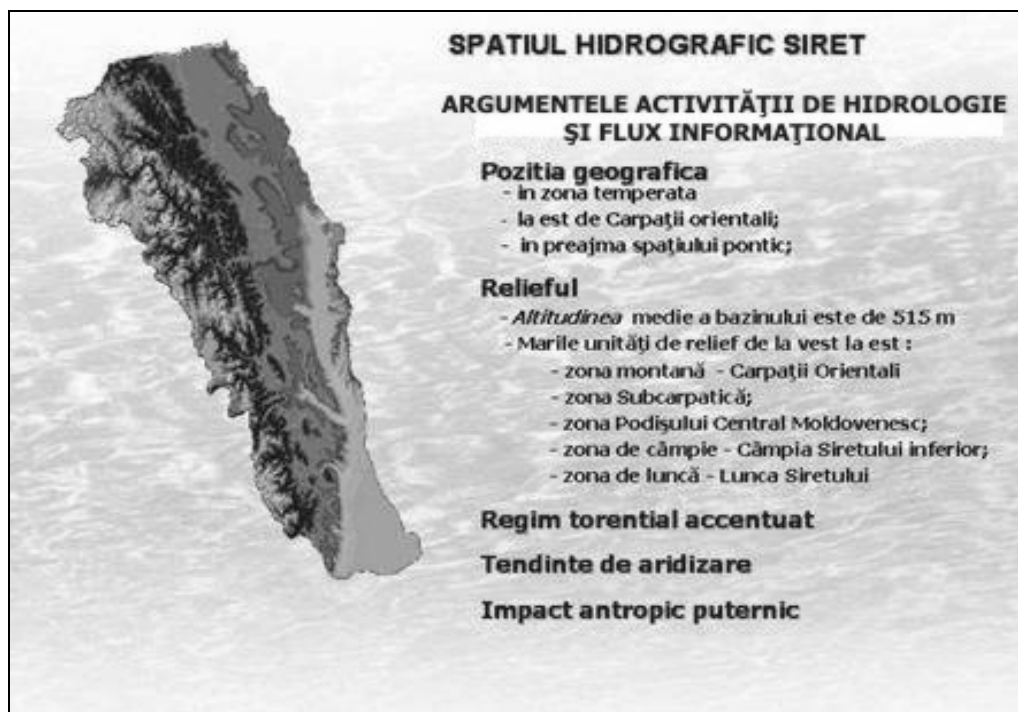 SPATIUL HIDROGRAFIC SIRET
ARGUMENTELE ACTIVITĂŢII DE HIDROLOGIE
ŞI FLUX INFORMAŢIONAL
Pozitia geografica
- in zona temperata
- la est de Carpaţii orientali;
- in preajma spaţiului pontic;
Relieful
- Altitudinea medie a bazinului este de 515 m
- Marile unităţi de relief de la vest la est :
- zona montană - Carpaţii Orientali
- zona Subcarpatică;
- zona Podişului Central Moldovenesc;
- zona de câmpie - Câmpia Siretului inferior;
- zona de luncă - Lunca Siretului
Regim torential accentuat
Tendinte de aridizare
Impact antropic puternic